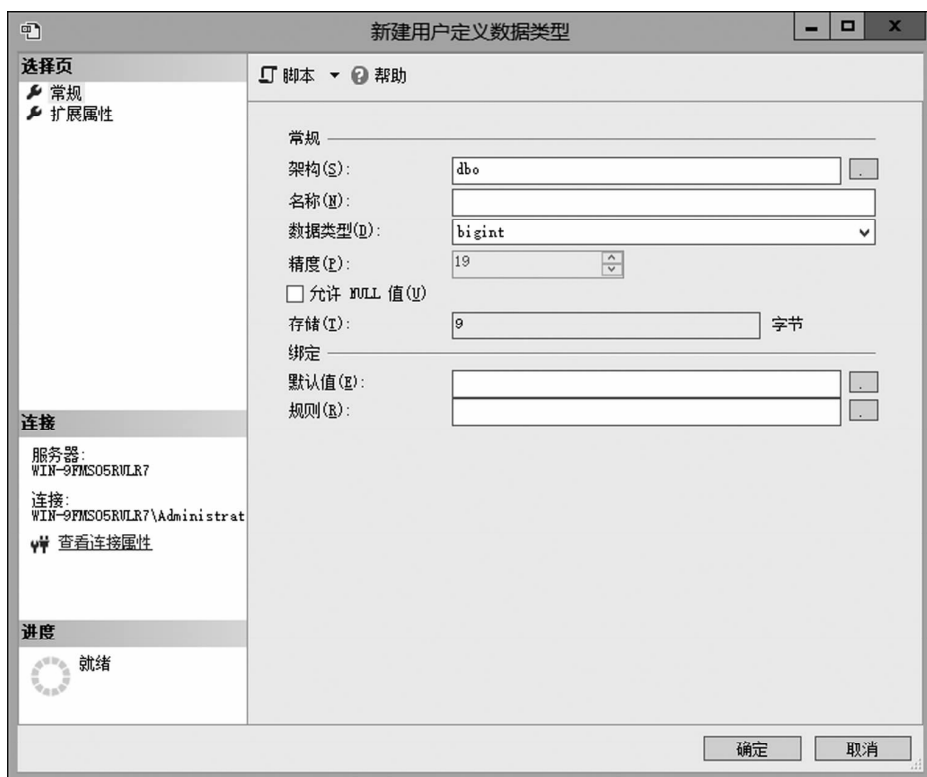 新建用户定义数据类型
选择页
常规
扩展属性
脚本 帮助
常规
架构(S): dbo
名称(N):
数据类型(D): bigint
精度(P): 19
允许 NULL 值(U)
存储(T): 9 字节
绑定
默认值(E):
规则(R):
连接
服务器:
WIN-9FMSO5RVLR7
连接:
WIN-9FMSO5RVLR7\Administrat
查看连接属性
进度
就绪
确定 取消